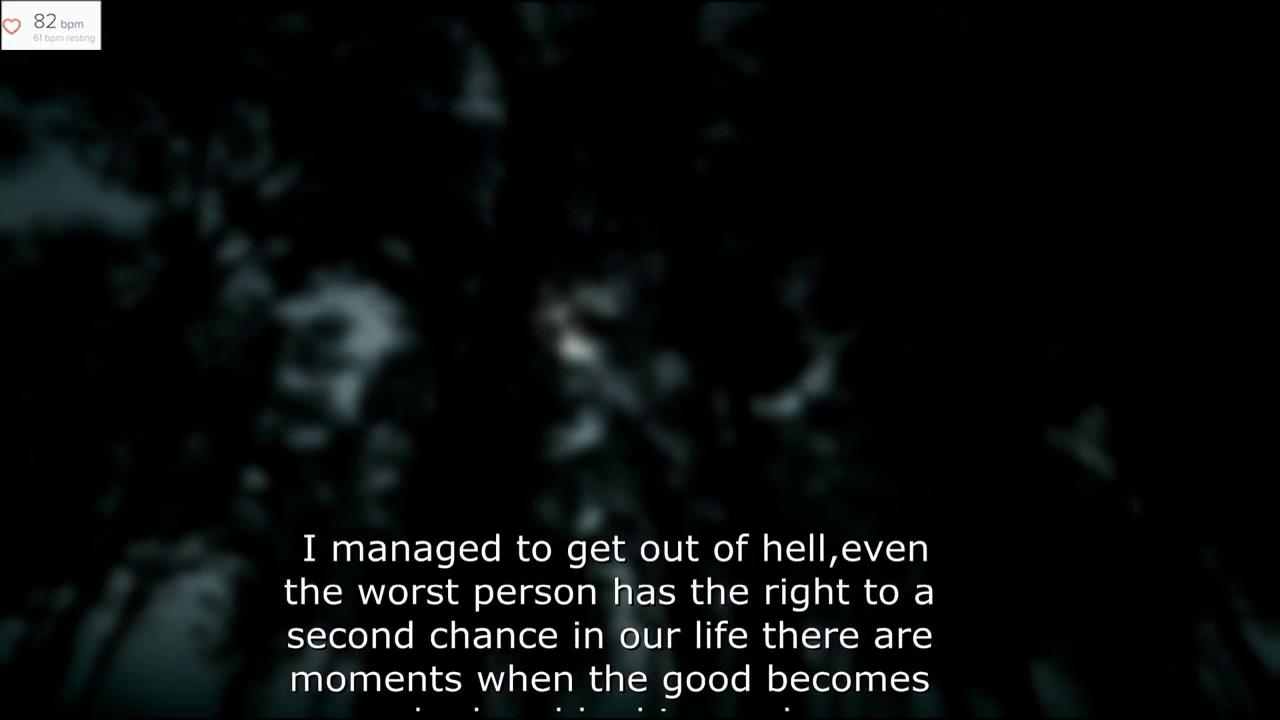 82 bpm
61 bpm resting
I managed to get out of hell,even
the worst person has the right to a
second chance in our life there are
moments when the good becomes